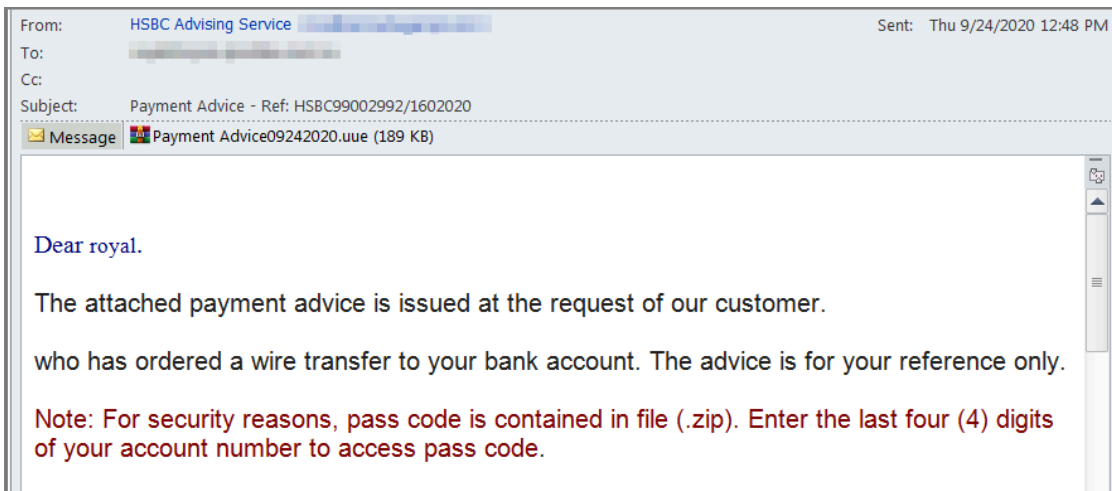 From: HSBC Advising Service Sent: Thu 9/24/2020 12:48 PM
To:
Cc:
Subject: Payment Advice - Ref: HSBC99002992/1602020
Message Payment Advice09242020.uue (189 KB)
Dear royal.
The attached payment advice is issued at the request of our customer.
who has ordered a wire transfer to your bank account. The advice is for your reference only.
Note: For security reasons, pass code is contained in file (.zip). Enter the last four (4) digits
of your account number to access pass code.